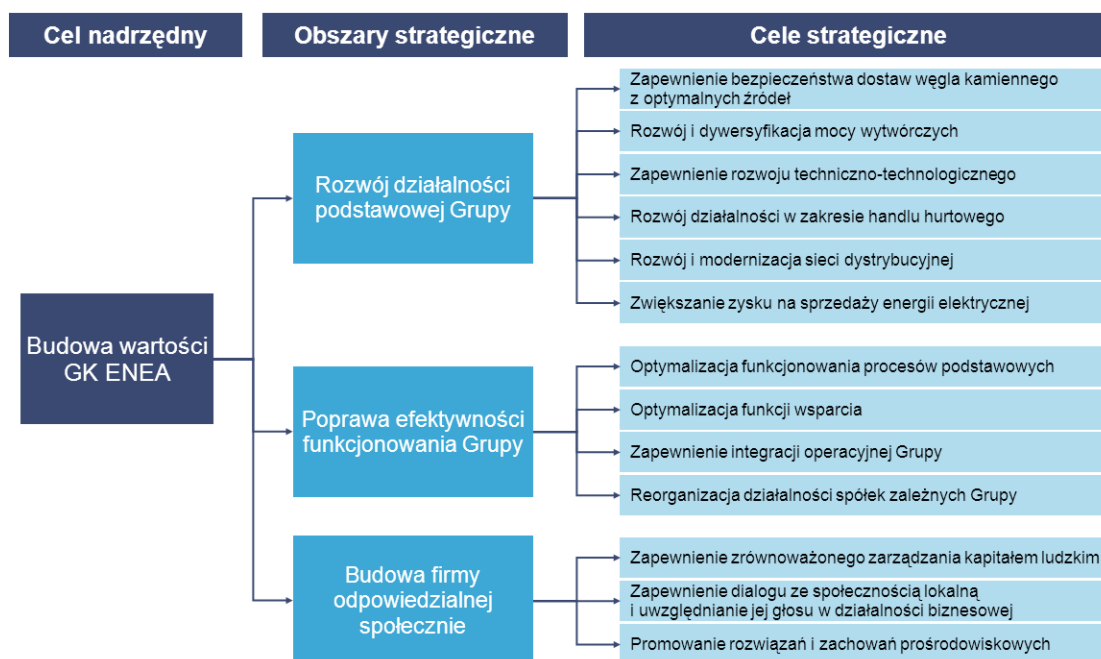 Cel nadrzędny
Obszary strategiczne
Cele strategiczne
Budowa wartości
GK ENEA
Rozwój działalności
podstawowej Grupy
Zapewnienie bezpieczeństwa dostaw węgla kamiennego
z optymalnych źródeł
Rozwój i dywersyfikacja mocy wytwórczych
Zapewnienie rozwoju techniczno-technologicznego
Rozwój działalności w zakresie handlu hurtowego
Rozwój i modernizacja sieci dystrybucyjnej
Zwiększanie zysku na sprzedaży energii elektrycznej
Poprawa efektywności
funkcjonowania Grupy
Optymalizacja funkcjonowania procesów podstawowych
Optymalizacja funkcji wsparcia
Zapewnienie integracji operacyjnej Grupy
Reorganizacja działalności spółek zależnych Grupy
Budowa firmy
odpowiedzialnej
społecznie
Zapewnienie zrównoważonego zarządzania kapitałem ludzkim
Zapewnienie dialogu ze społecznością lokalną
i uwzględnianie jej głosu w działalności biznesowej
Promowanie rozwiązań i zachowań prośrodowiskowych